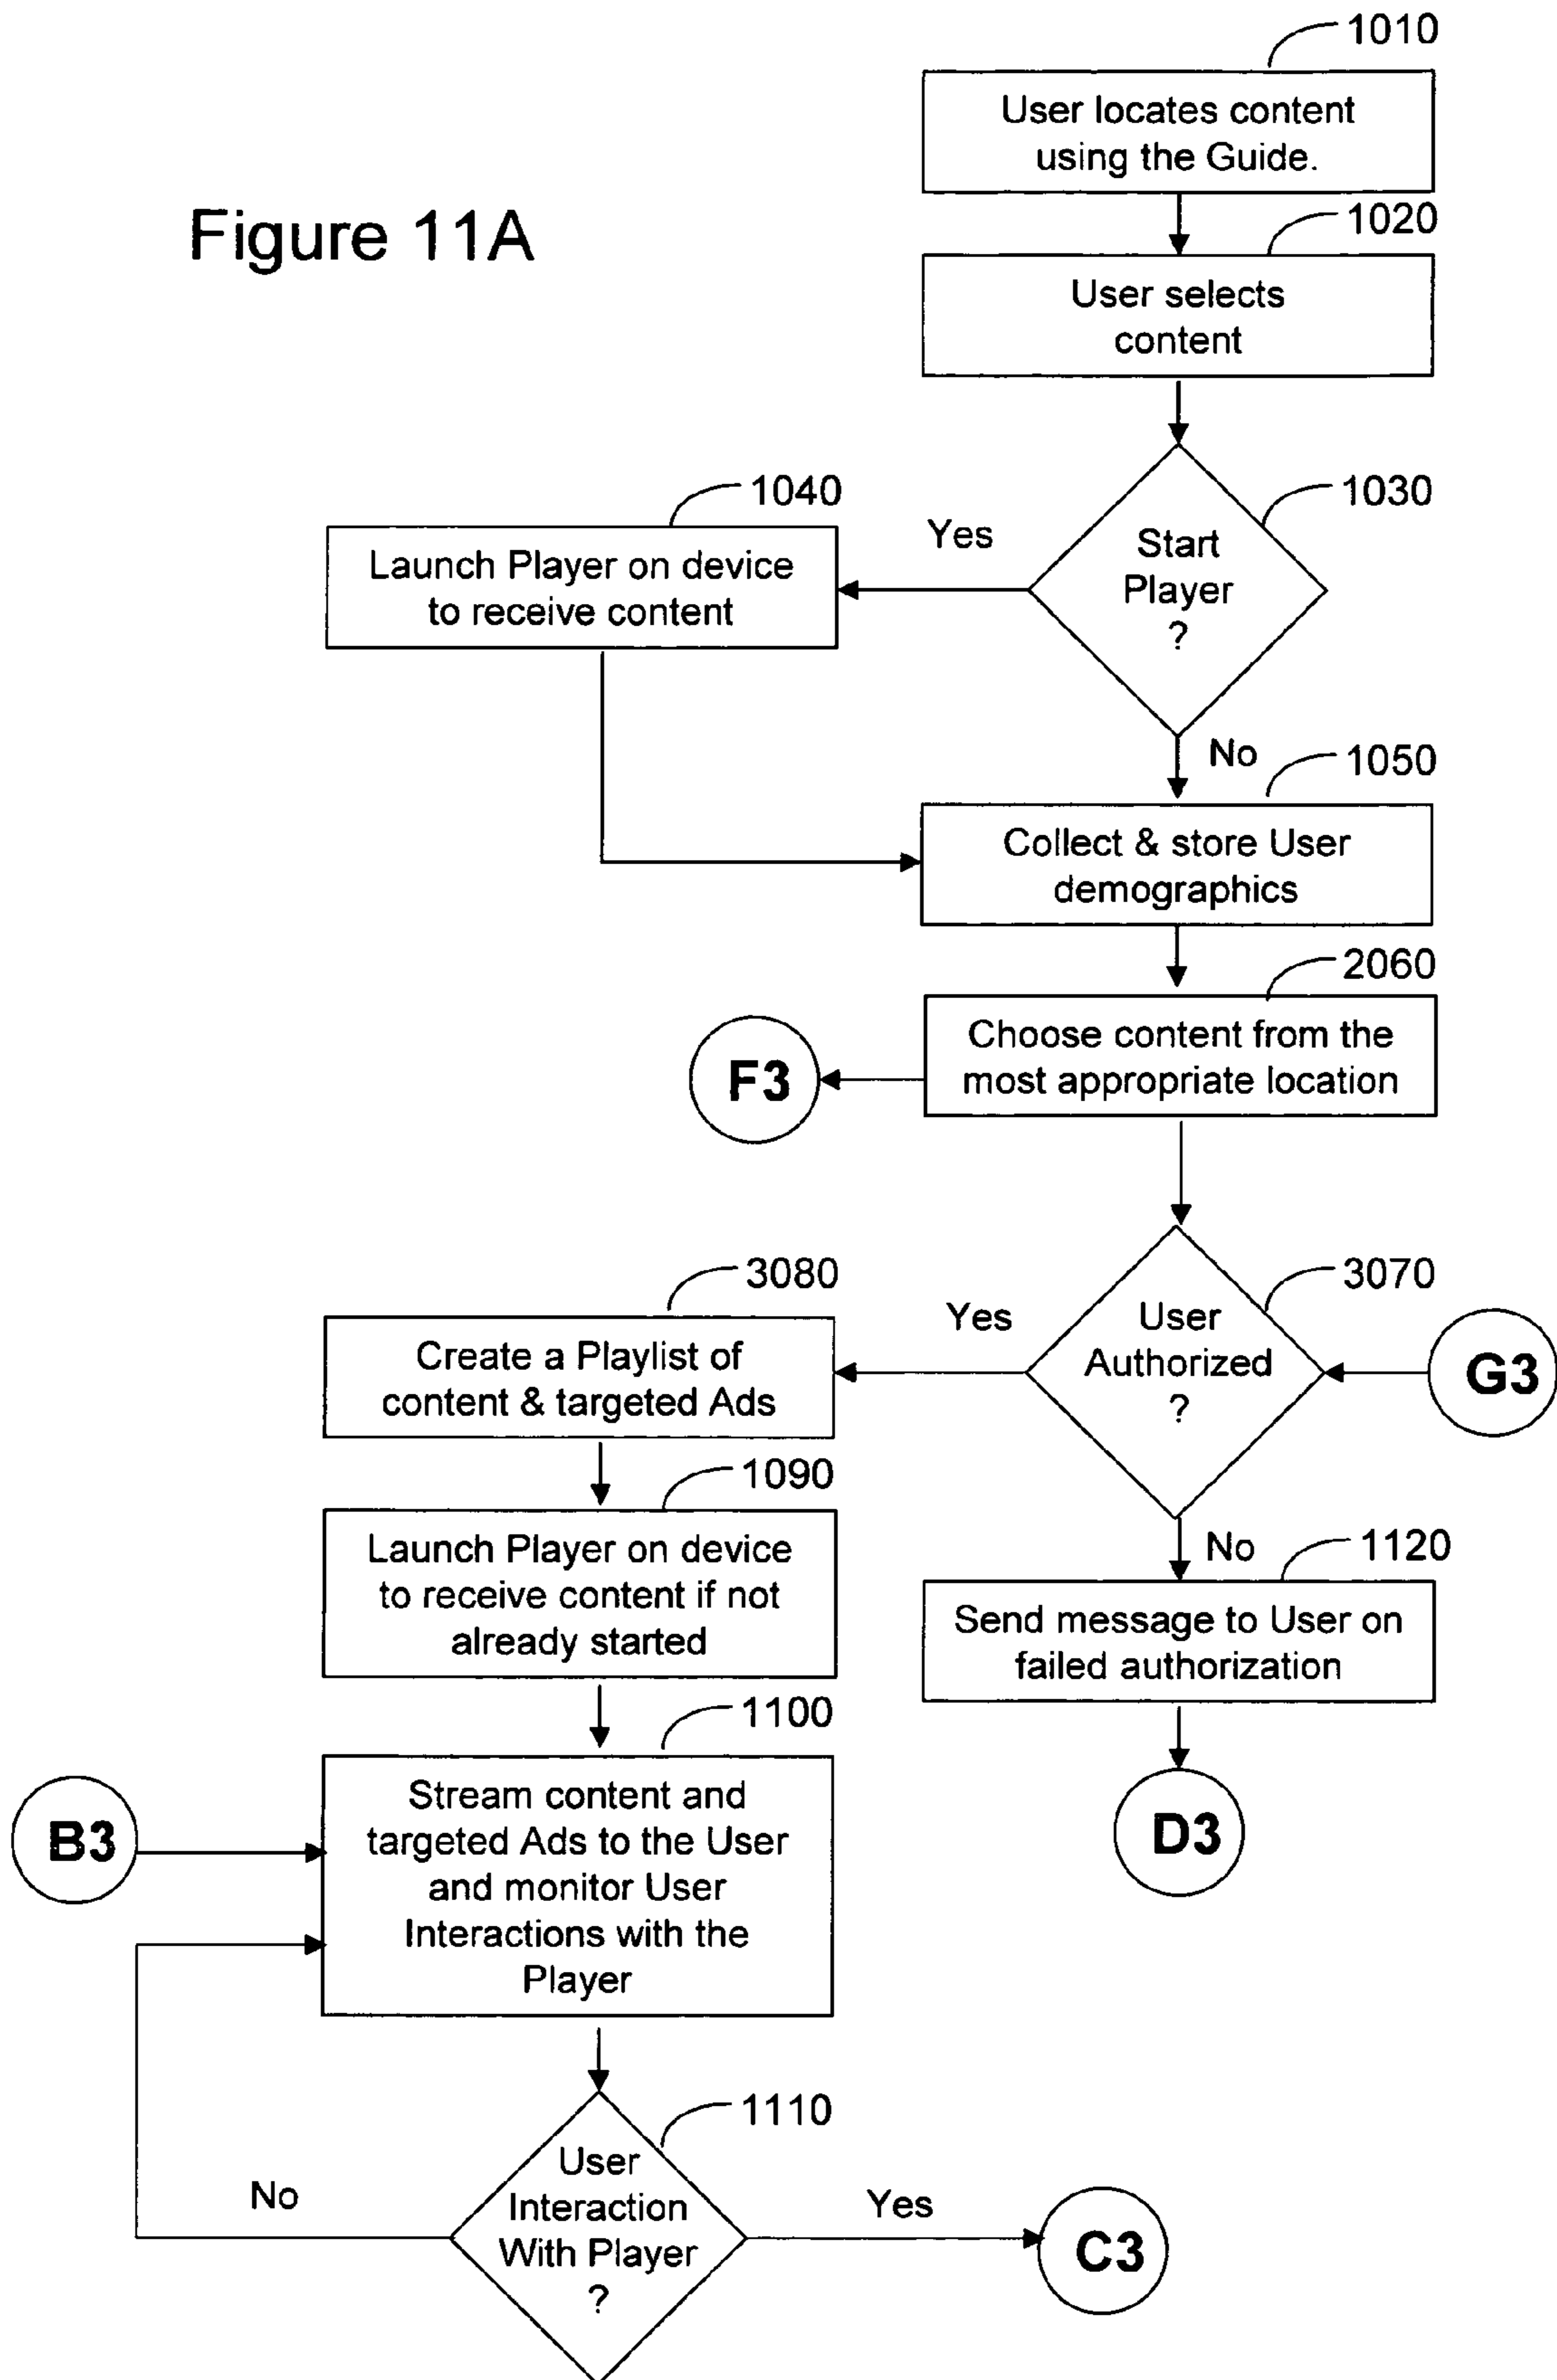 Figure 11A
1010
User locates content
using the Guide.
1020
User selects
content
1030
Start
Player
?
Yes
1040
Launch Player on device
to receive content
No
1050
Collect & store User
demographics
2060
Choose content from the
most appropriate location
F3
3070
User
Authorized
?
G3
Yes
3080
Create a Playlist of
content & targeted Ads
1090
Launch Player on device
to receive content if not
already started
No
1120
Send message to User on
failed authorization
D3
1100
Stream content and
targeted Ads to the User
and monitor User
Interactions with the
Player
B3
1110
User
Interaction
With Player
?
No
Yes
C3